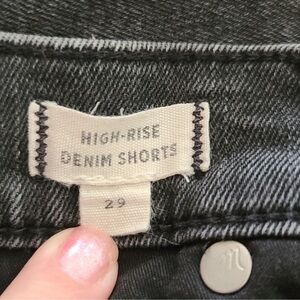 HIGH-RISE
DENIM SHORTS
29
m